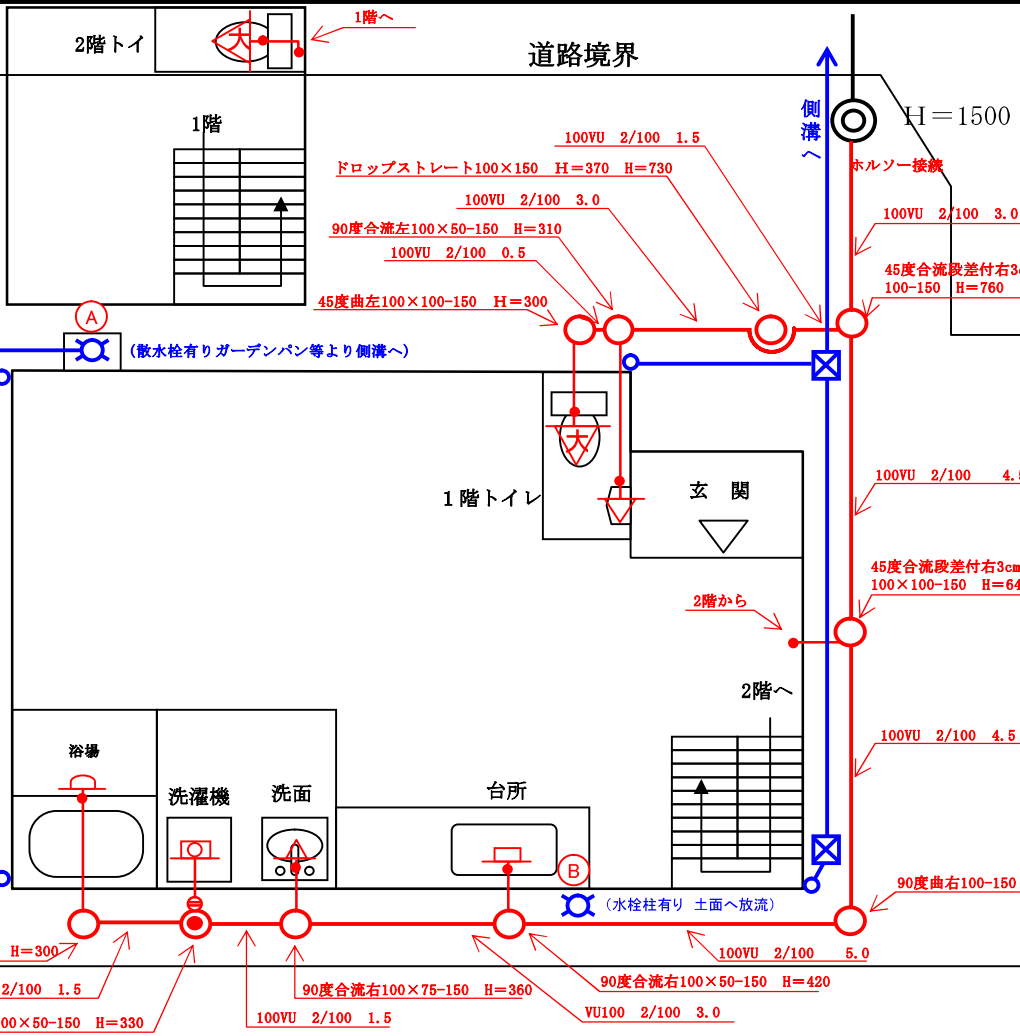 2階トイ
1階へ
道路境界
1階
側溝へ
H＝1500
ホルソー接続
100VU 2/100 1.5
ドロップストレート100×150 H＝370 H=730
100VU 2/100 3.0
100VU 2/100 3.0
90度合流左100×50-150 H=310
100VU 2/100 0.5
45度合流段差付右3
100-150 H=760
45度曲左100×100-150 H＝300
A
(散水栓有りガーデンパン等より側溝へ)
大
大
1階トイレ
玄 関
100VU 2/100 4.5
45度合流段差付右3cm
100×100-150 H=64
2階から
2階へ
100VU 2/100 4.5
浴場
洗濯機
洗面
台所
B
(水栓柱有り 土面へ放流)
90度曲右100-150
H=300
100VU 2/100 5.0
2/100 1.5
90度合流右100×75-150 H=360
90度合流右100×50-150 H=420
00×50-150 H=330
100VU 2/100 1.5
VU100 2/100 3.0